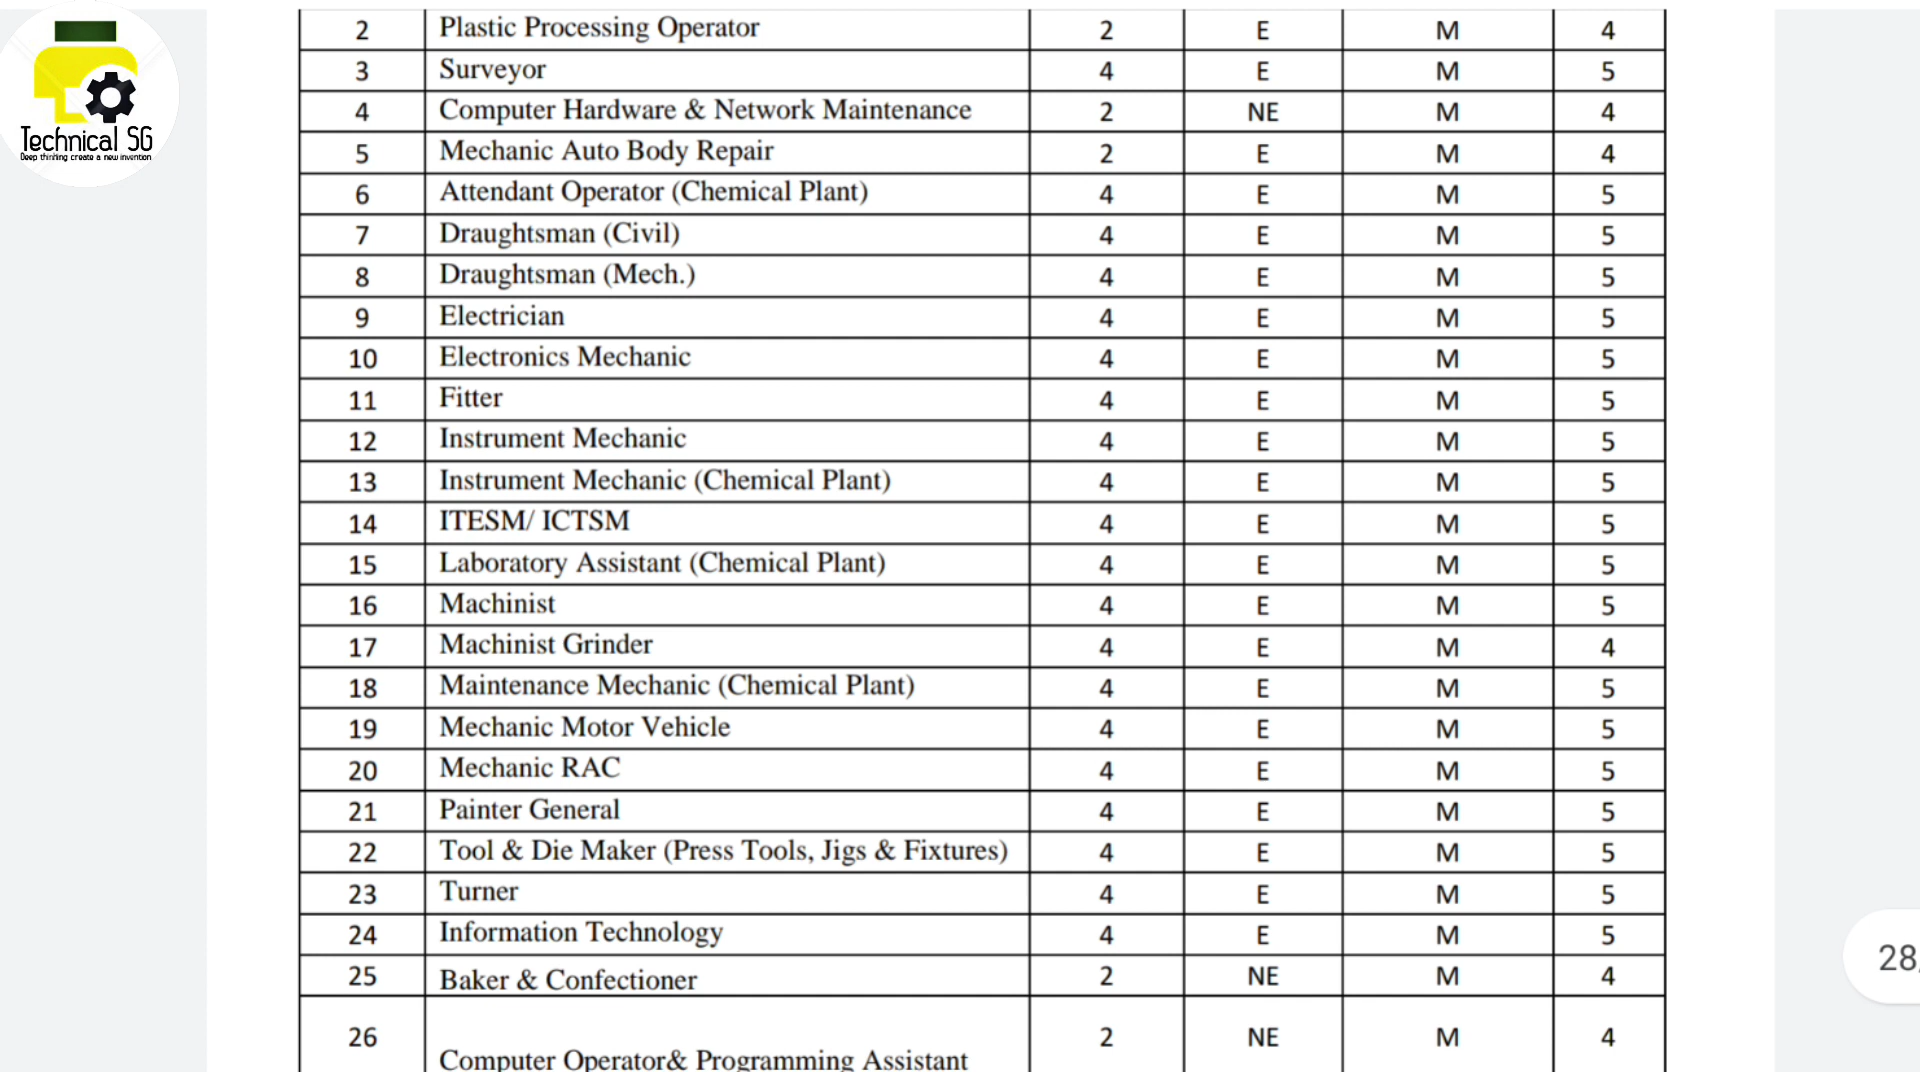 Technical SG
Deep thinking create a new invention
2 Plastic Processing Operator 2 E M 4
3 Surveyor 4 E M 5
4 Computer Hardware & Network Maintenance 2 NE M 4
5 Mechanic Auto Body Repair 2 E M 4
6 Attendant Operator (Chemical Plant) 4 E M 5
7 Draughtsman (Civil) 4 E M 5
8 Draughtsman (Mech.) 4 E M 5
9 Electrician 4 E M 5
10 Electronics Mechanic 4 E M 5
11 Fitter 4 E M 5
12 Instrument Mechanic 4 E M 5
13 Instrument Mechanic (Chemical Plant) 4 E M 5
14 ITESM/ ICTSM 4 E M 5
15 Laboratory Assistant (Chemical Plant) 4 E M 5
16 Machinist 4 E M 5
17 Machinist Grinder 4 E M 4
18 Maintenance Mechanic (Chemical Plant) 4 E M 5
19 Mechanic Motor Vehicle 4 E M 5
20 Mechanic RAC 4 E M 5
21 Painter General 4 E M 5
22 Tool & Die Maker (Press Tools, Jigs & Fixtures) 4 E M 5
23 Turner 4 E M 5
24 Information Technology 4 E M 5
25 Baker & Confectioner 2 NE M 4
26 Computer Operator& Programming Assistant 2 NE M 4
28